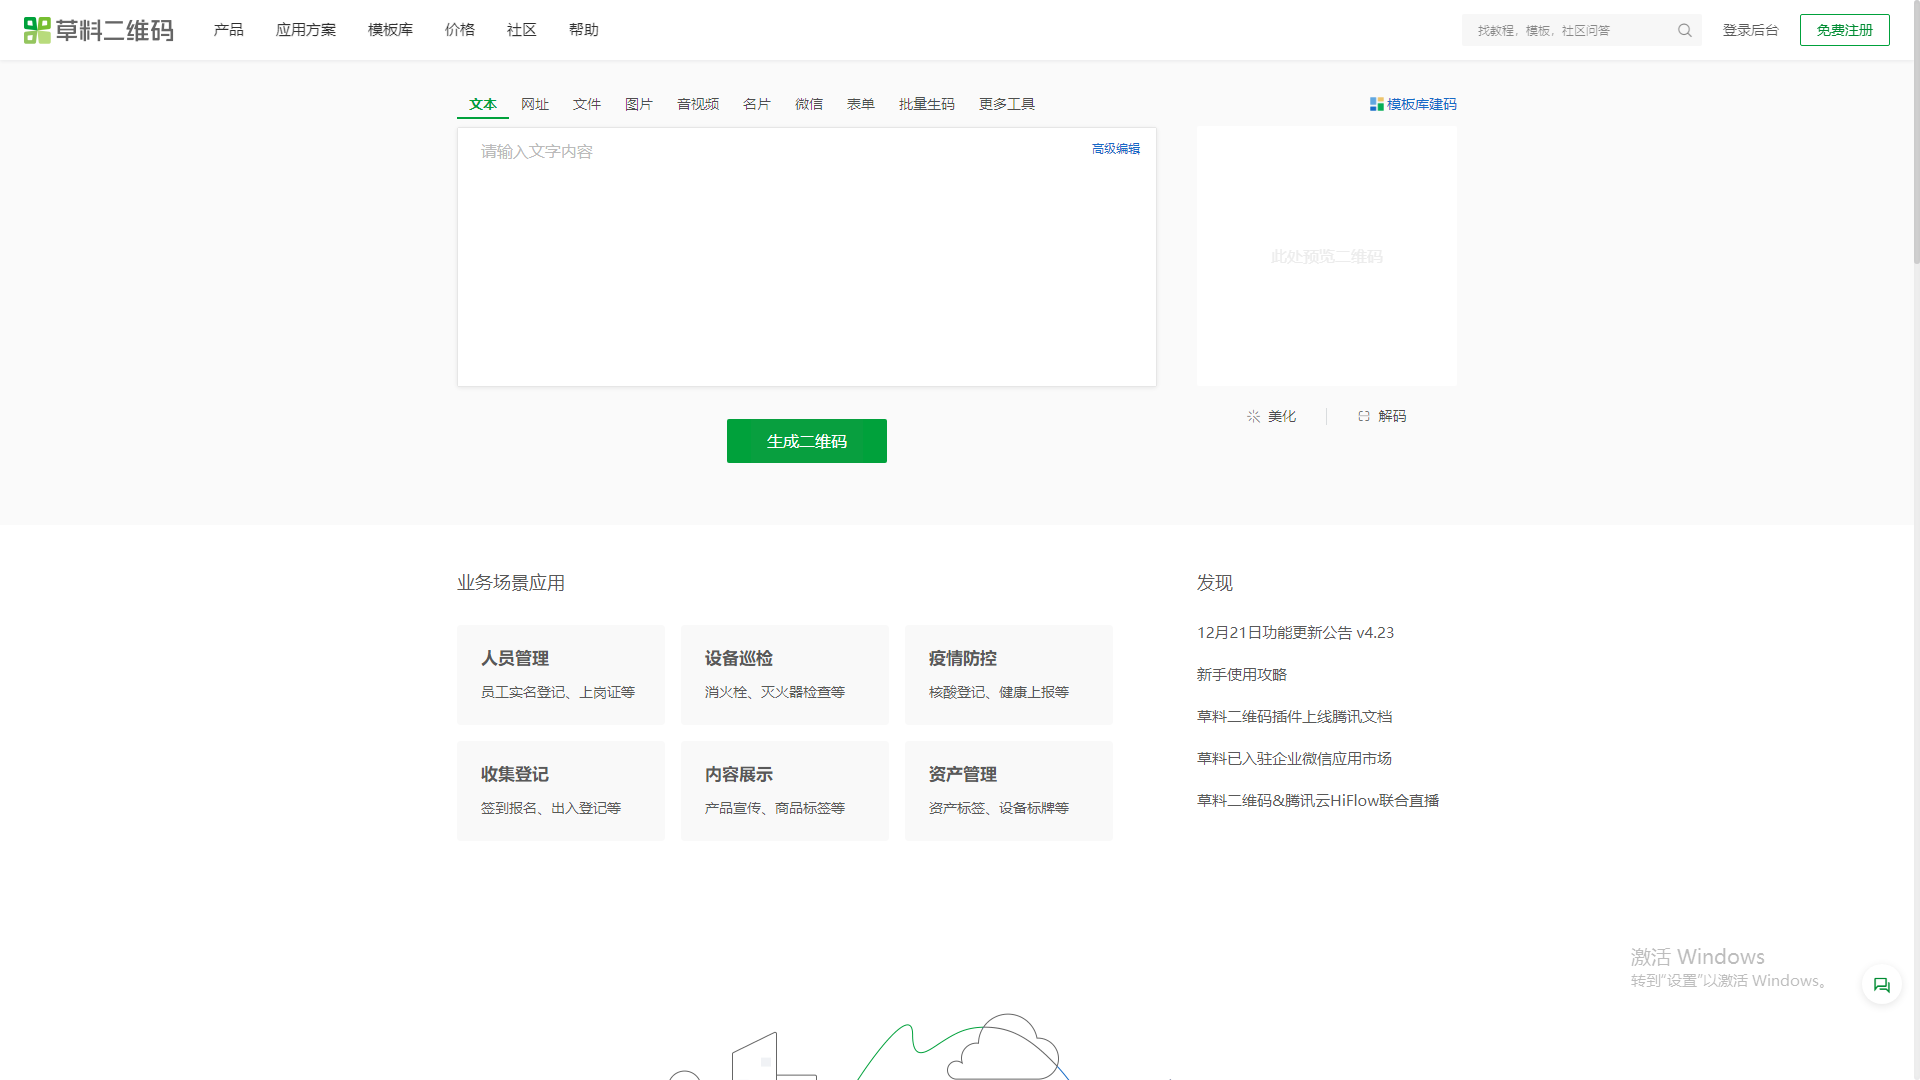 草料二维码
产品 应用方案 模板库 价格 社区 帮助
找教程，模板，社区问答
登录后台
免费注册
文本 网址 文件 图片 音视频 名片 微信 表单 批量生码 更多工具
模板库建码
请输入文字内容
高级编辑
此处预览二维码
美化
解码
生成二维码
业务场景应用
人员管理
员工实名登记、上岗证等
设备巡检
消火栓、灭火器检查等
疫情防控
核酸登记、健康上报等
收集登记
签到报名、出入登记等
内容展示
产品宣传、商品标签等
资产管理
资产标签、设备标牌等
发现
12月21日功能更新公告 v4.23
新手使用攻略
草料二维码插件上线腾讯文档
草料已入驻企业微信应用市场
草料二维码&腾讯云HiFlow联合直播
激活 Windows
转到“设置”以激活 Windows。